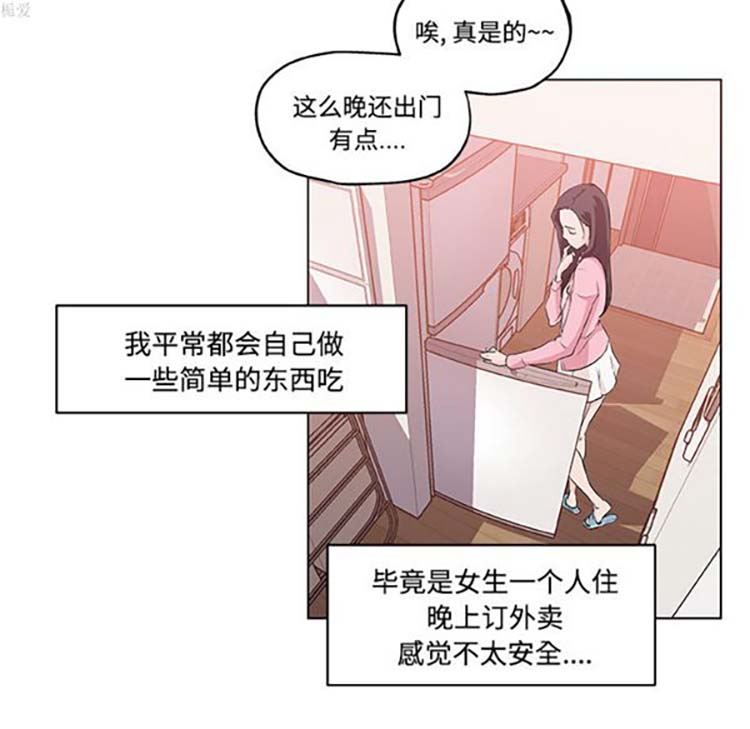 栀爱
唉, 真是的~~
这么晚还出门
有点....
我平常都会自己做
一些简单的东西吃
毕竟是女生一个人住
晚上订外卖
感觉不太安全....